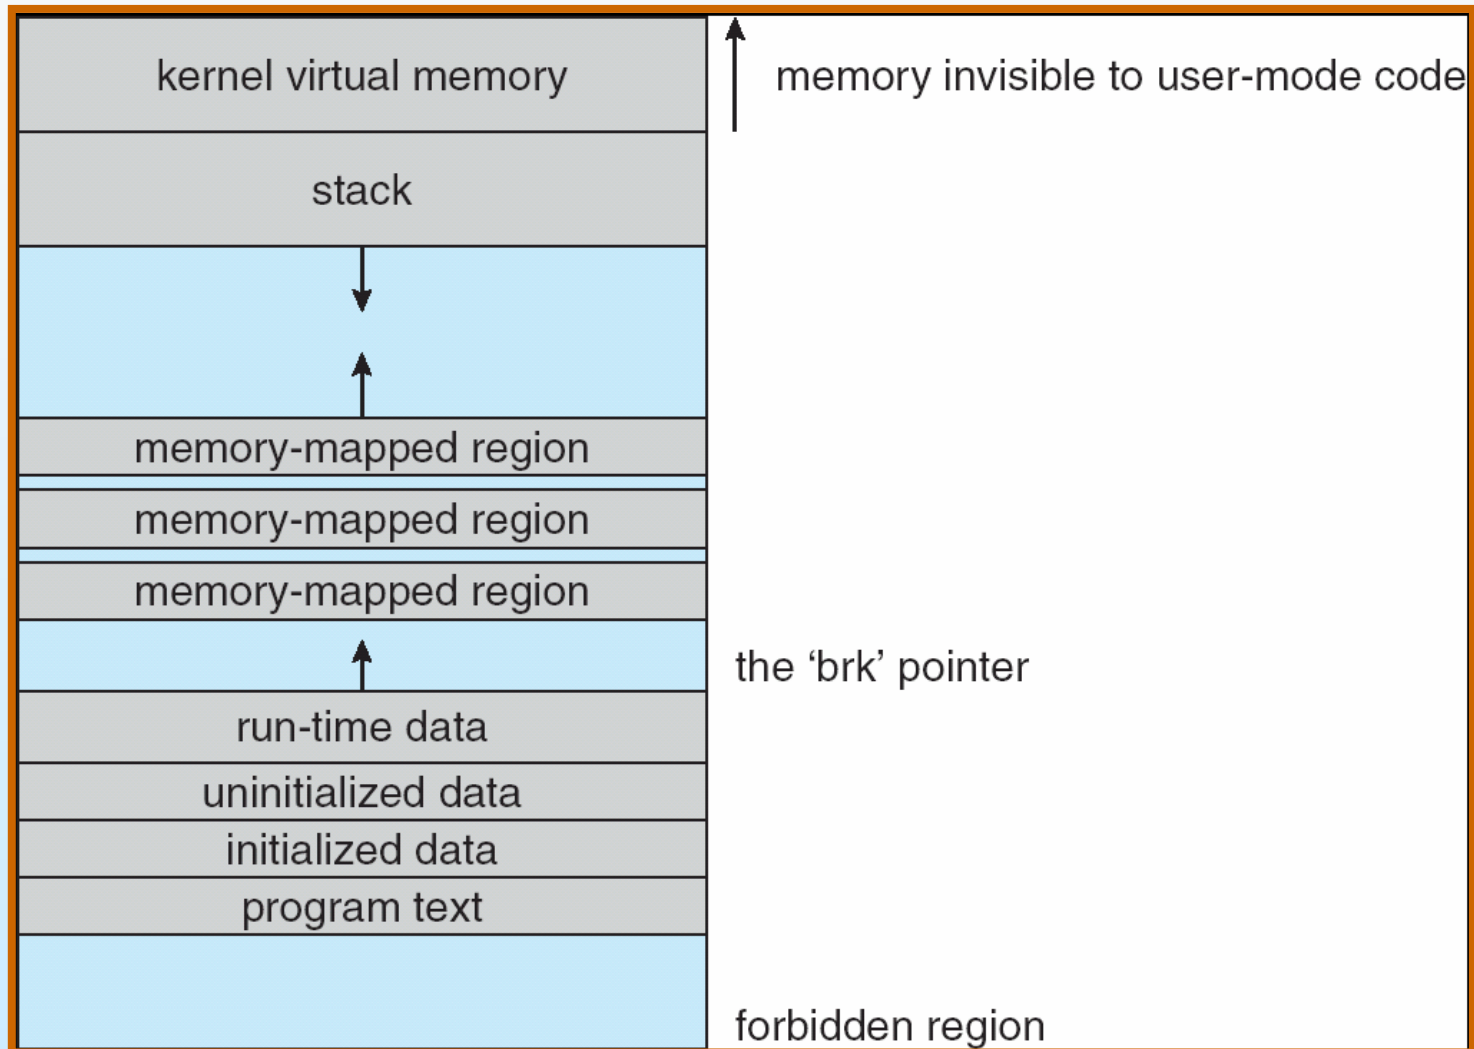 kernel virtual memory
memory invisible to user-mode code
stack
memory-mapped region
memory-mapped region
memory-mapped region
the ‘brk’ pointer
run-time data
uninitialized data
initialized data
program text
forbidden region